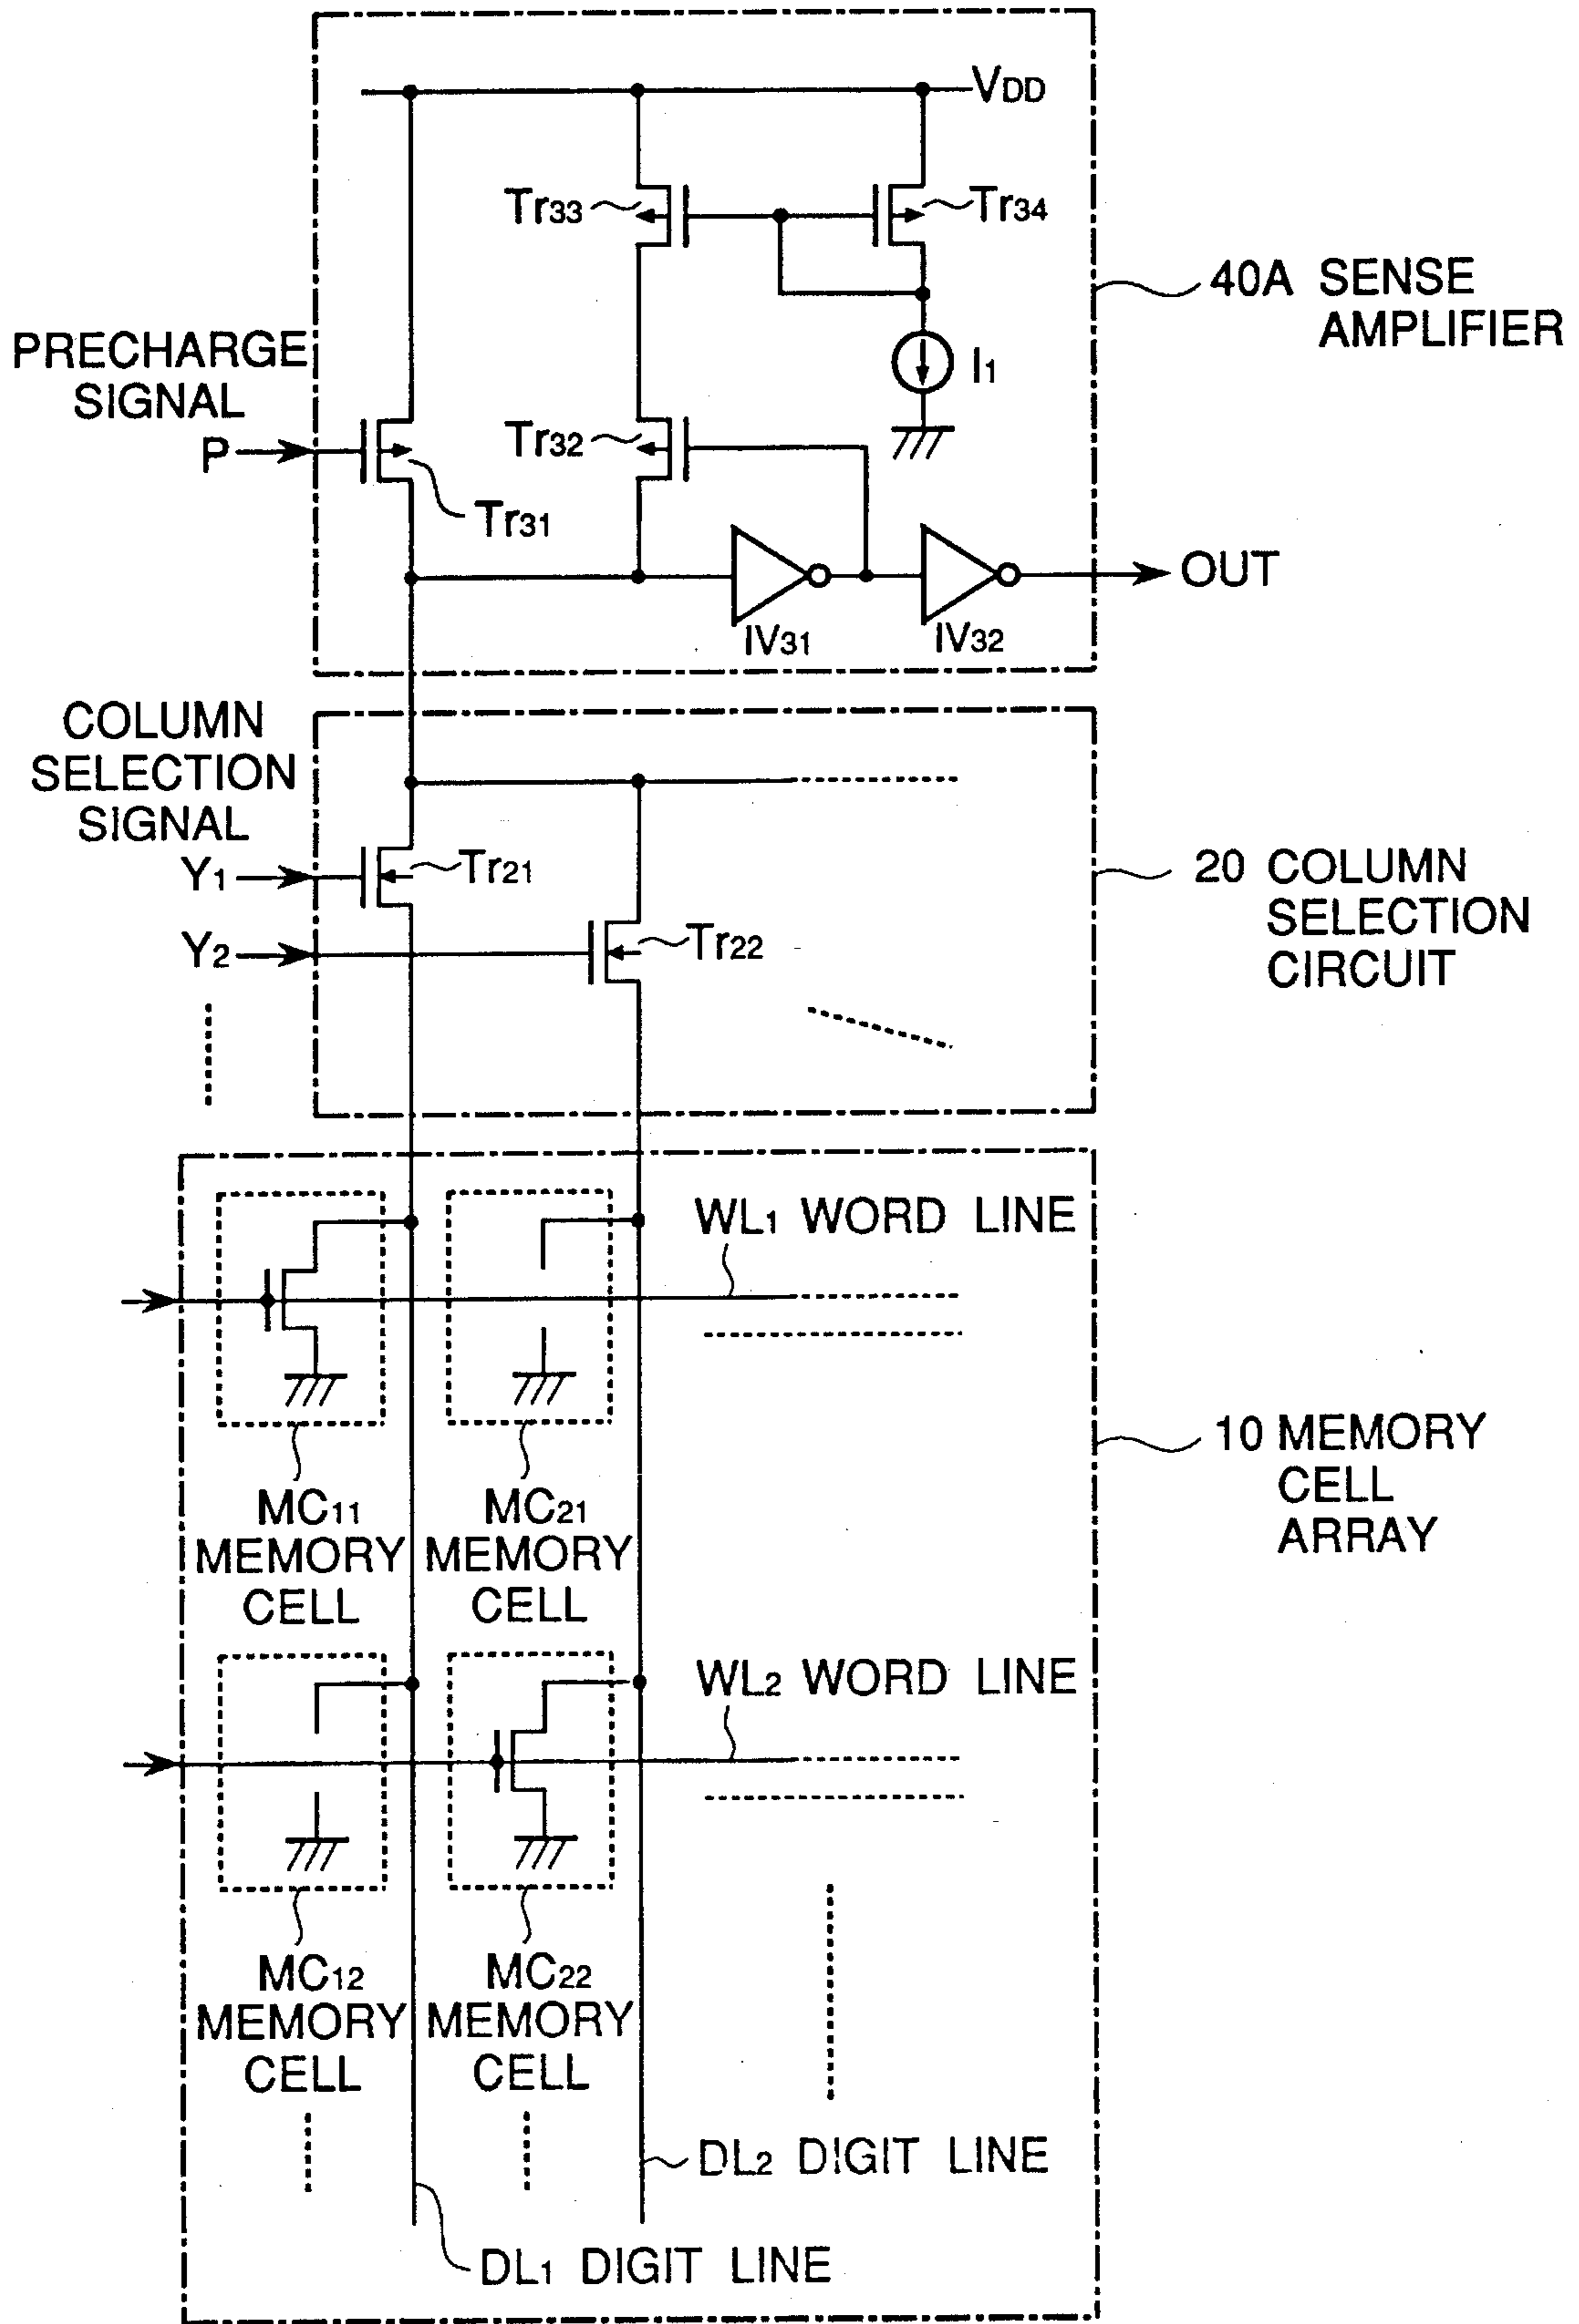 VDD
Tr33
Tr34
40A SENSE
AMPLIFIER
PRECHARGE
SIGNAL
I1
P
Tr32
Tr31
OUT
IV31
IV32
COLUMN
SELECTION
SIGNAL
Y1
Tr21
20 COLUMN
SELECTION
CIRCUIT
Y2
Tr22
WL1 WORD LINE
10 MEMORY
CELL
ARRAY
MC11
MEMORY
CELL
MC21
MEMORY
CELL
WL2 WORD LINE
MC12
MEMORY
CELL
MC22
MEMORY
CELL
DL2 DIGIT LINE
DL1 DIGIT LINE